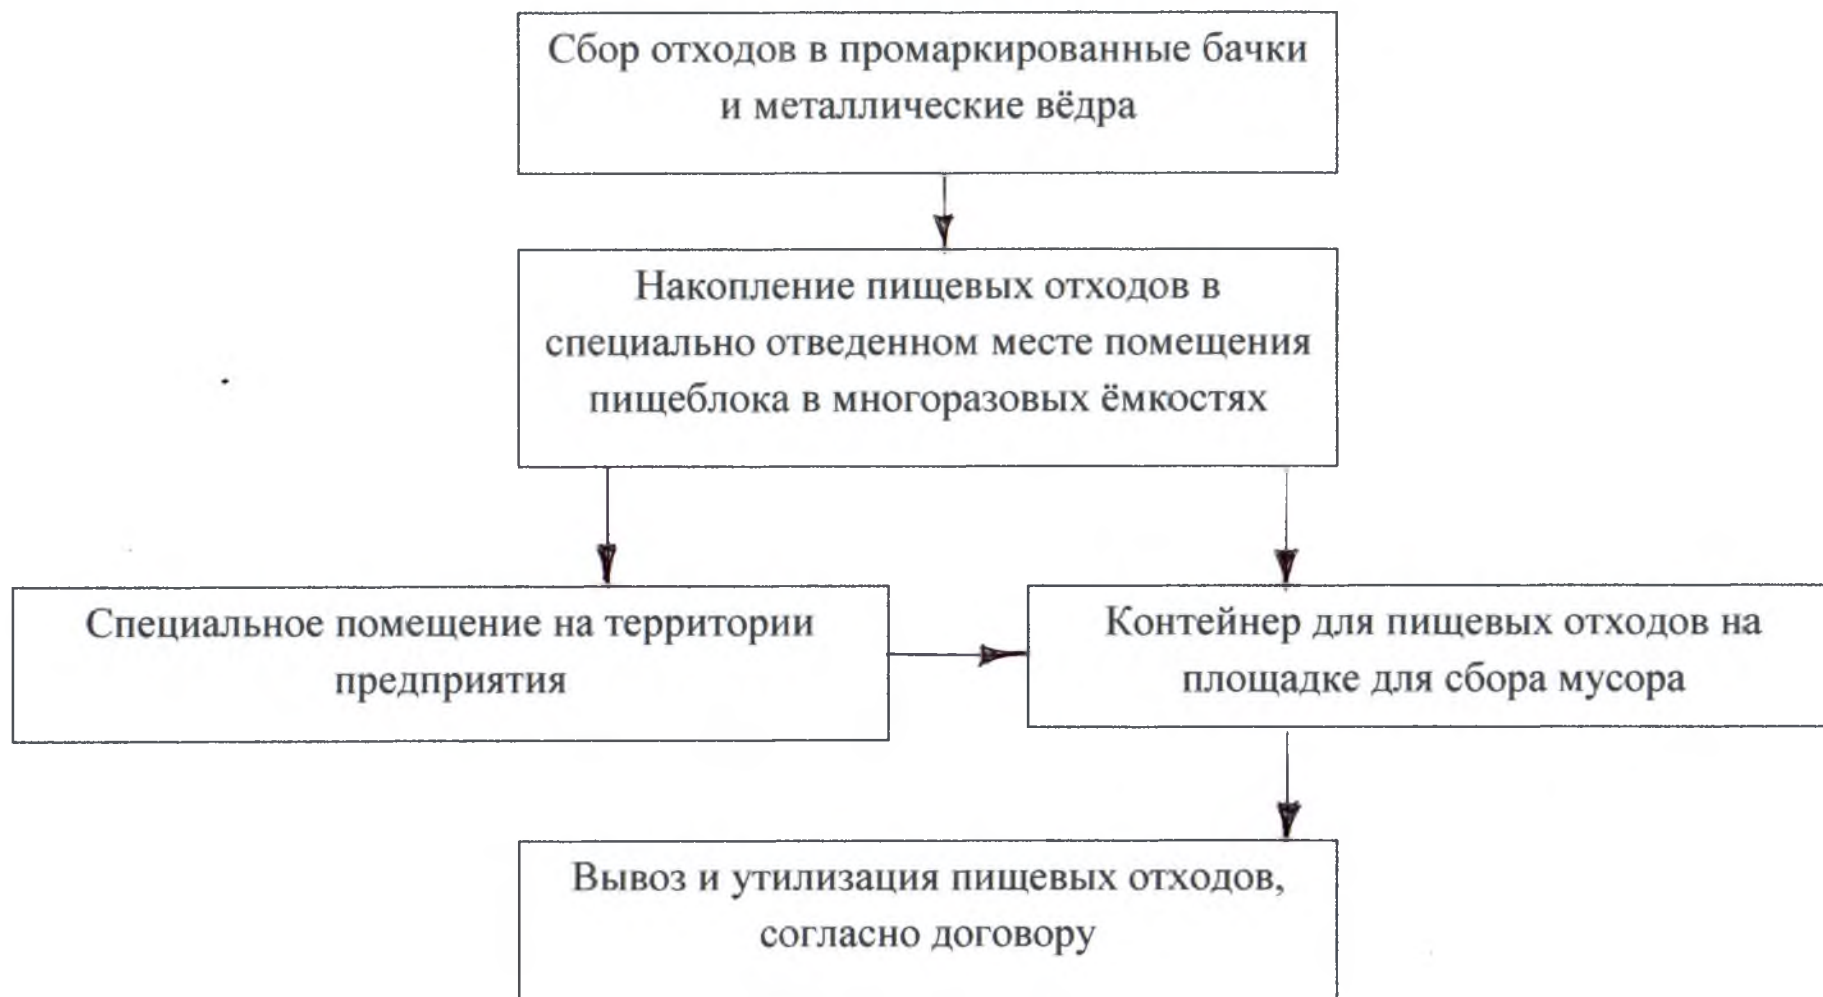 Сбор отходов в промаркированные бачки
и металлические вёдра
Накопление пищевых отходов в
специально отведенном месте помещения
пищеблока в многоразовых ёмкостях
Специальное помещение на территории
предприятия
Контейнер для пищевых отходов на
площадке для сбора мусора
Вывоз и утилизация пищевых отходов,
согласно договору